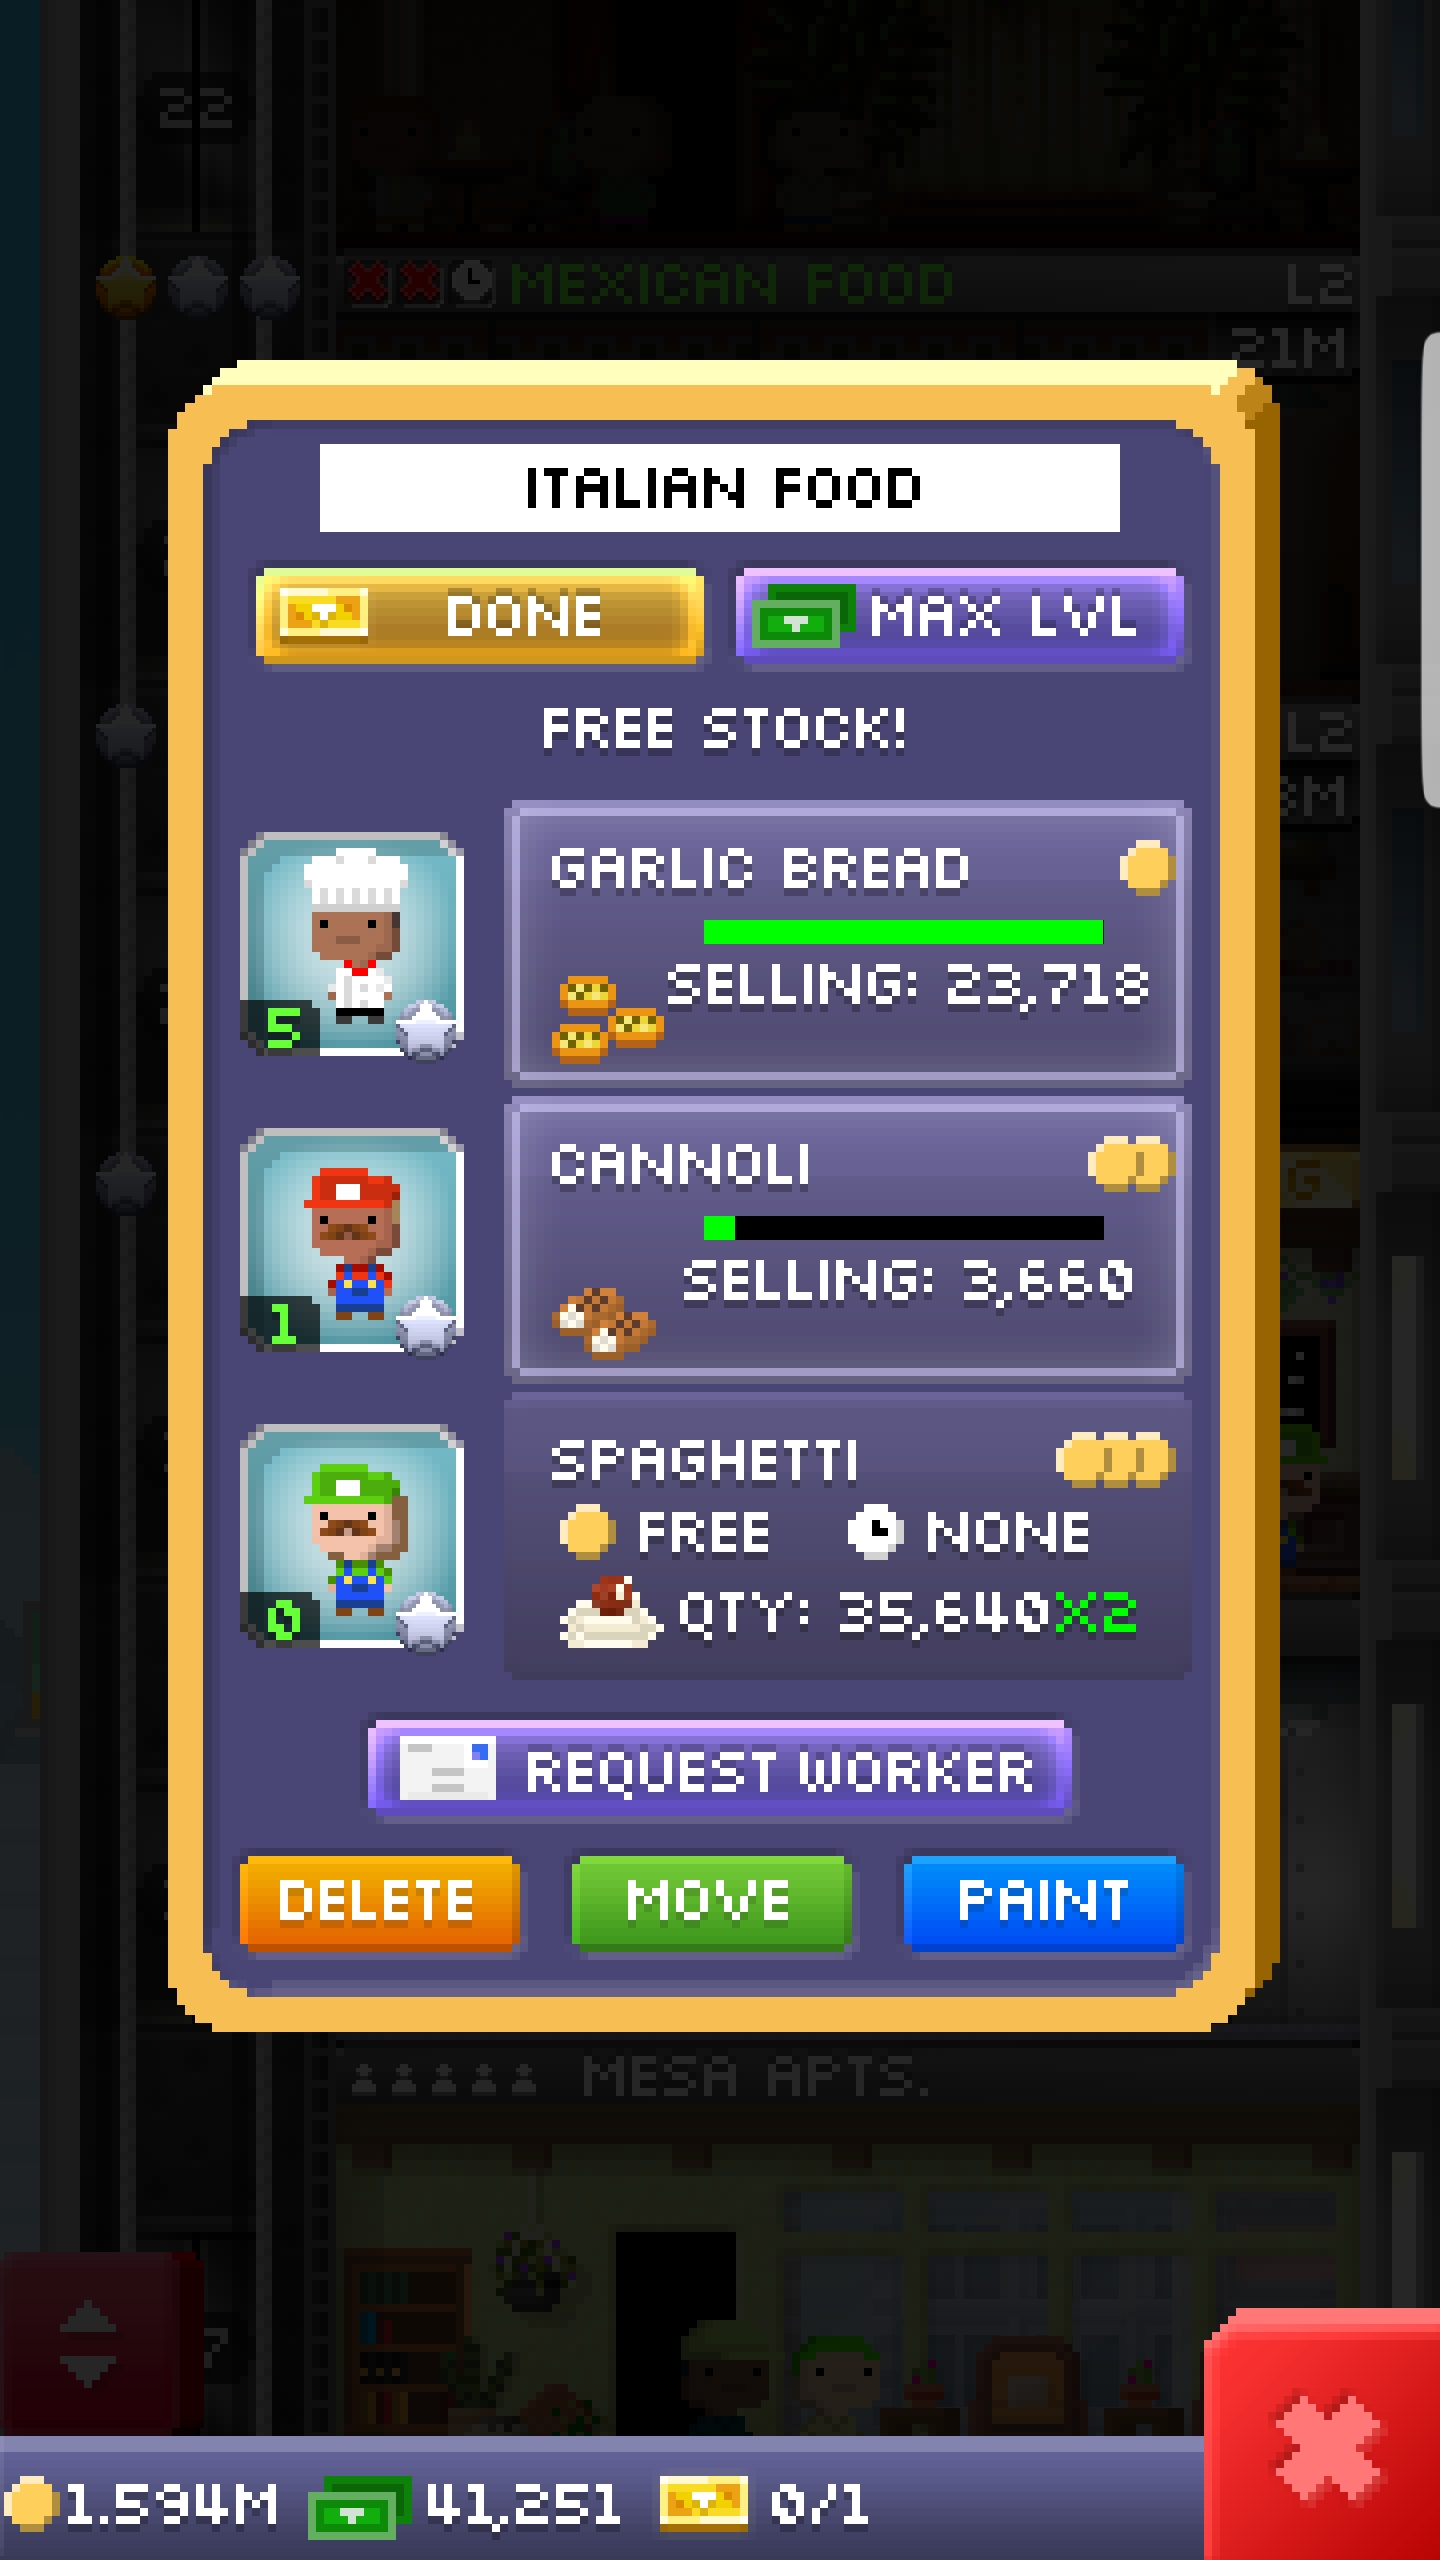 22
MEXICAN FOOD L2
21M
ITALIAN FOOD
DONE MAX LVL
FREE STOCK!
L2
GARLIC BREAD
SELLING: 23,718
5
CANNOLI
SELLING: 3,660
1
SPAGHETTI
FREE NONE
QTY: 35,640X2
0
REQUEST WORKER
DELETE MOVE PAINT
MESA APTS.
1.594M 41,251 0/1